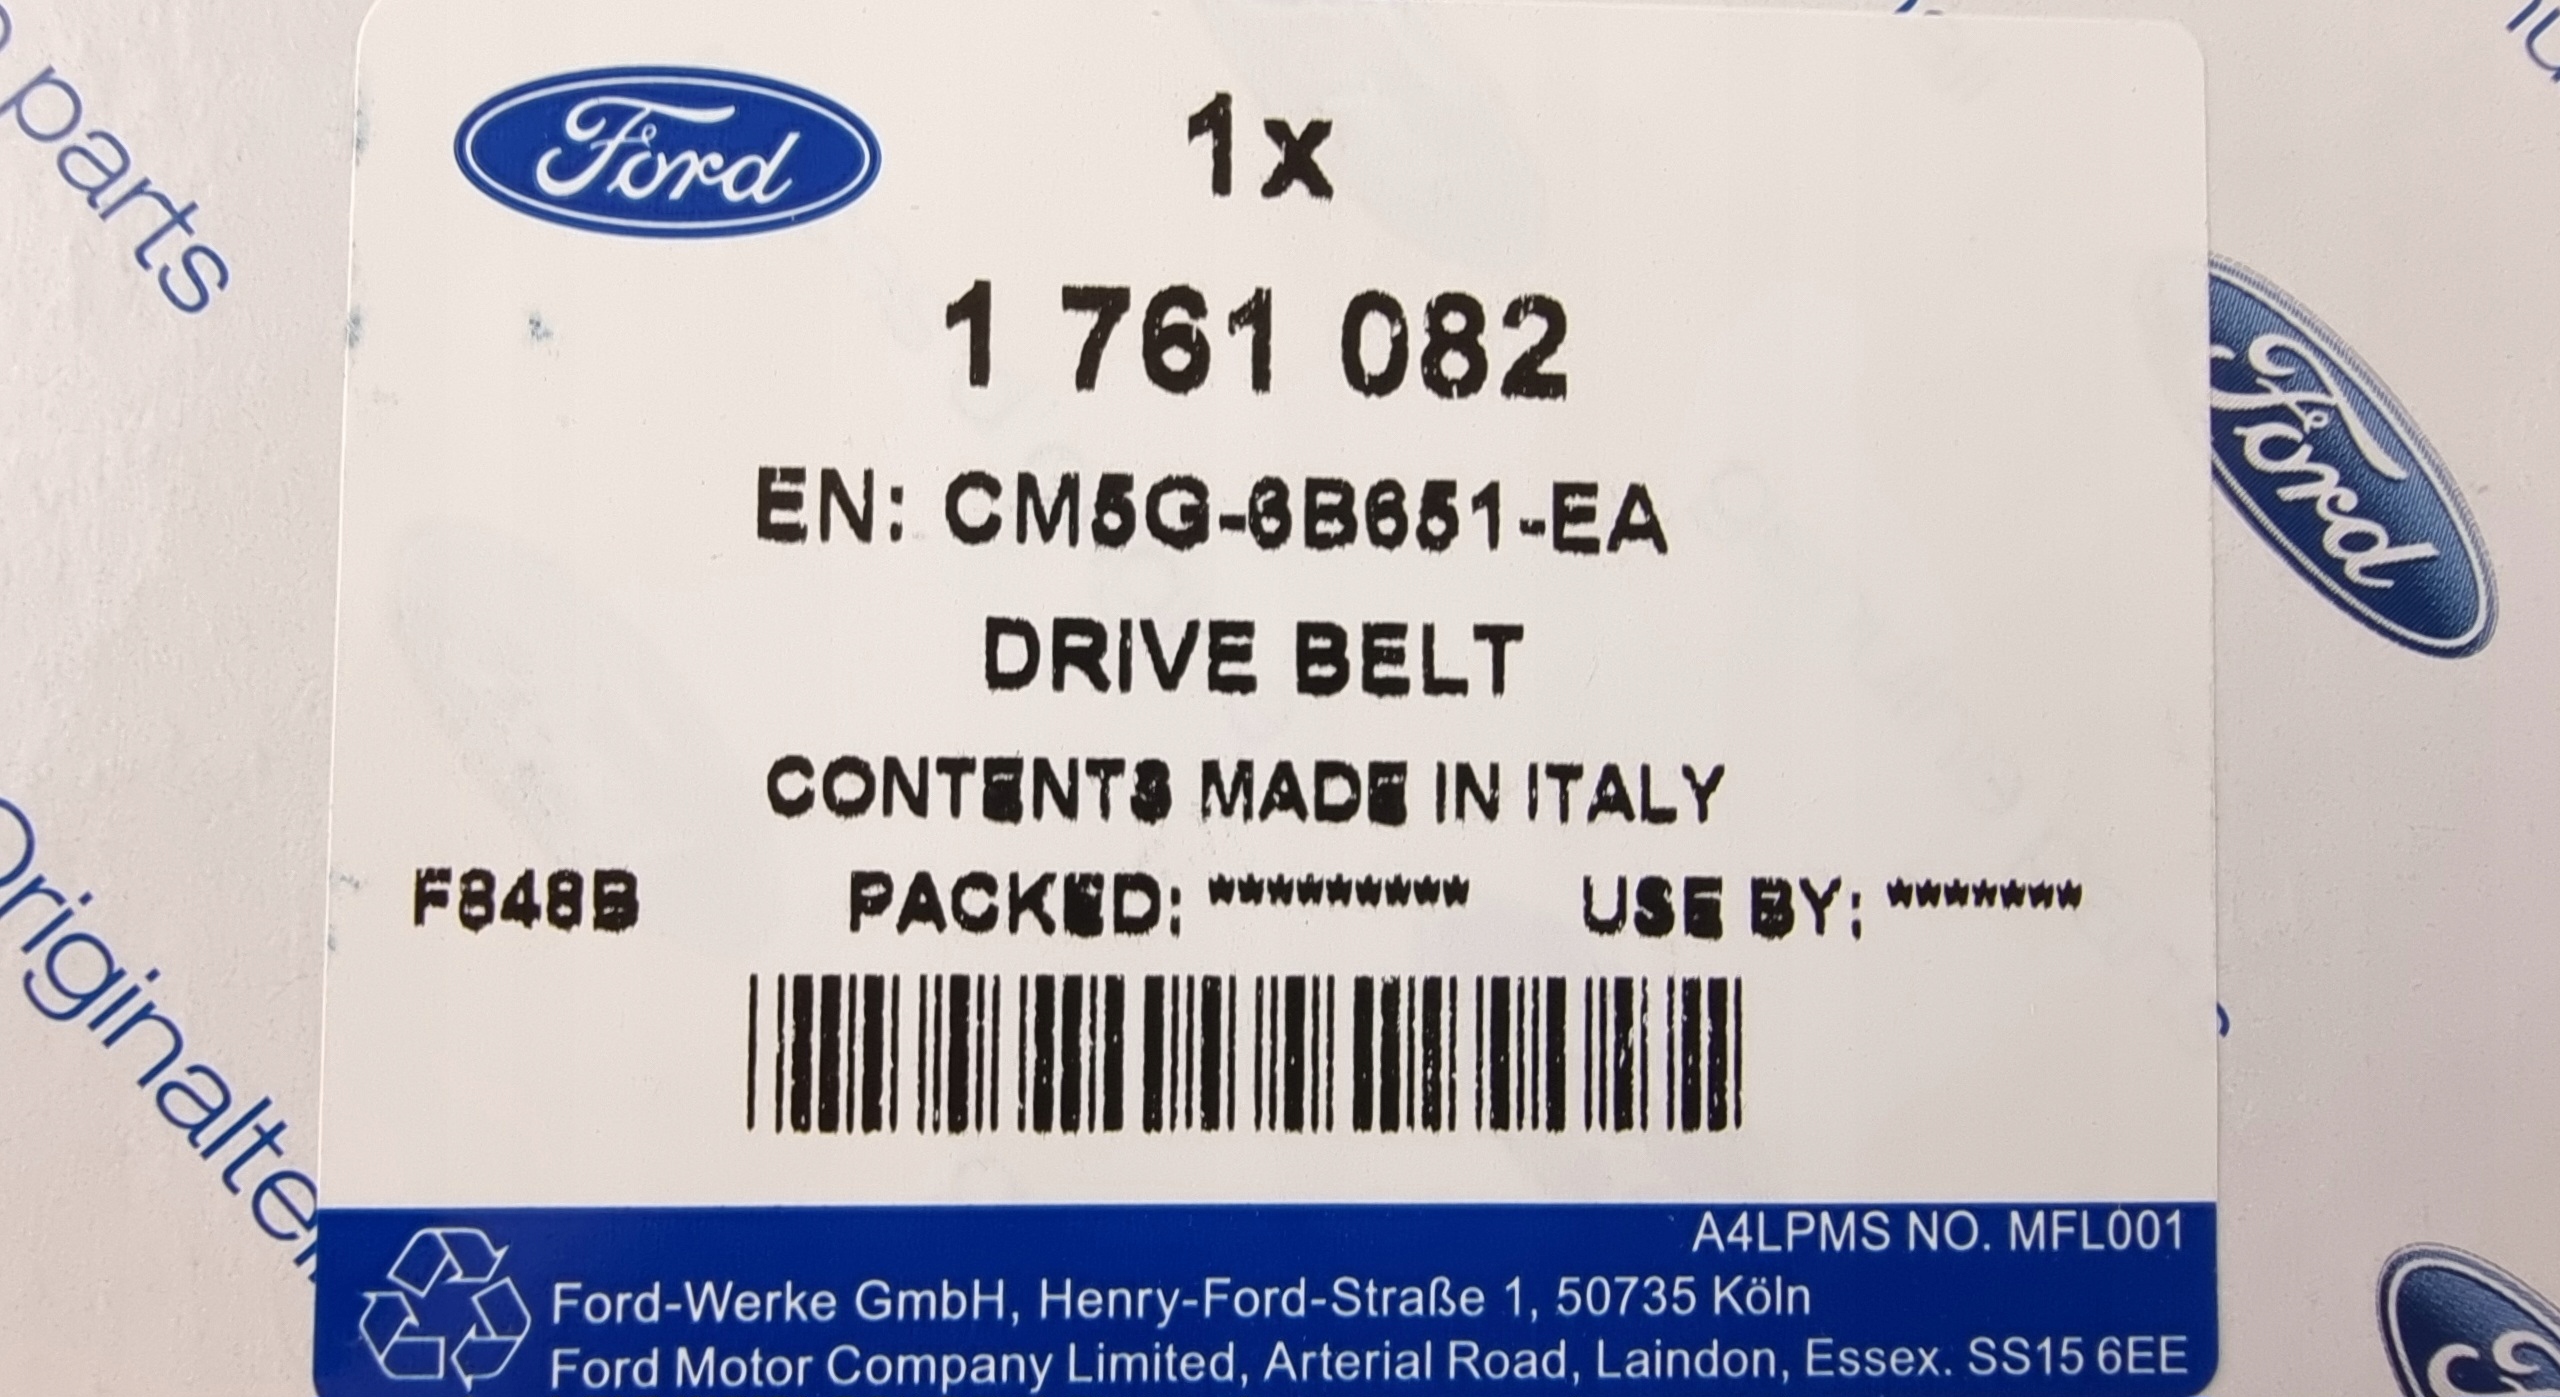 parts
Ford
1x
1 761 082
EN: CM5G-6B651-EA
DRIVE BELT
CONTENTS MADE IN ITALY
F848B PACKED: ********* USE BY: *******
A4LPMS NO. MFL001
Ford-Werke GmbH, Henry-Ford-Straße 1, 50735 Köln
Ford Motor Company Limited, Arterial Road, Laindon, Essex. SS15 6EE
Ford